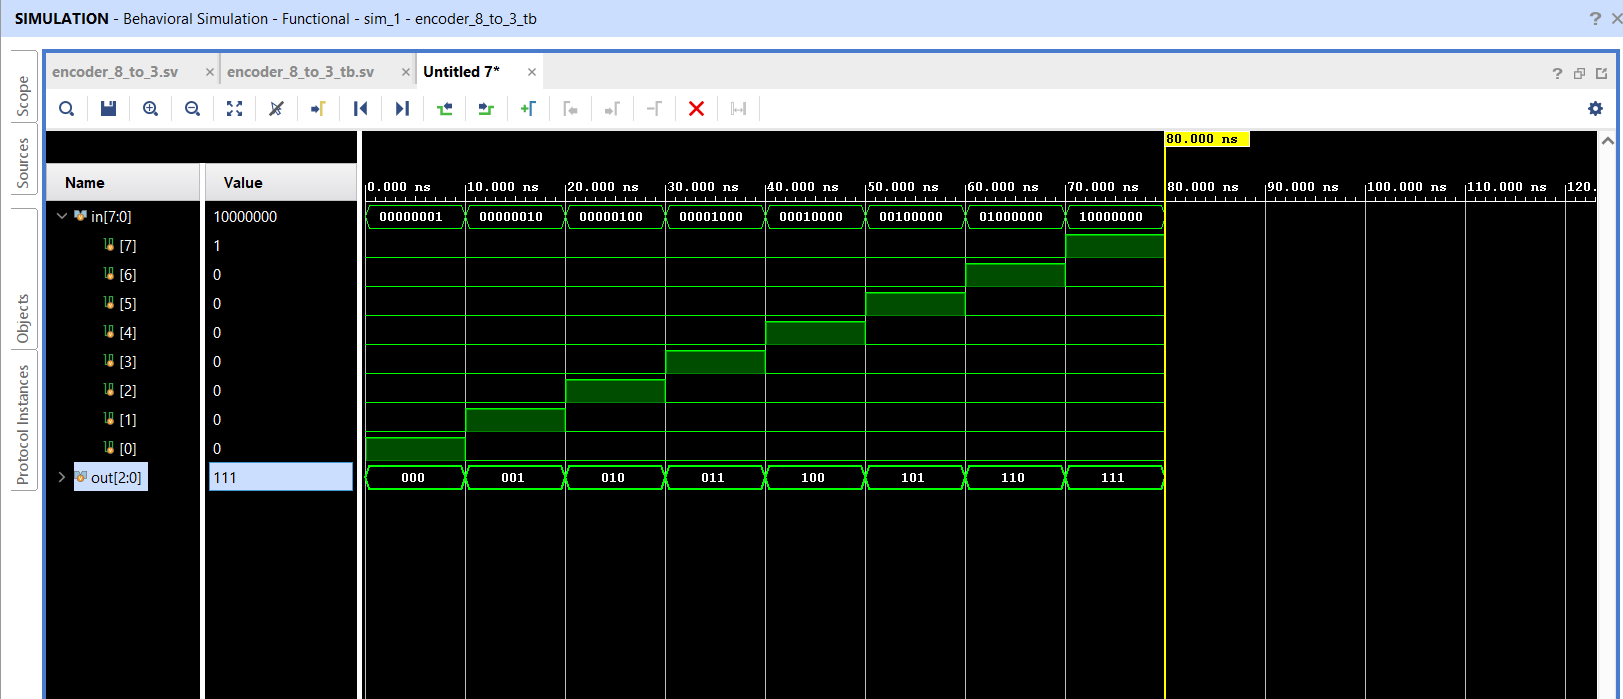 SIMULATION - Behavioral Simulation - Functional - sim_1 - encoder_8_to_3_tb
? ×
Scope
Sources
Objects
Protocol Instances
encoder_8_to_3.sv × encoder_8_to_3_tb.sv × Untitled 7* ×
?
80.000 ns
Name Value
0.000 ns 10.000 ns 20.000 ns 30.000 ns 40.000 ns 50.000 ns 60.000 ns 70.000 ns 80.000 ns 90.000 ns 100.000 ns 110.000 ns 120.
in[7:0] 10000000 00000001 00000010 00000100 00001000 00010000 00100000 01000000 10000000
[7] 1
[6] 0
[5] 0
[4] 0
[3] 0
[2] 0
[1] 0
[0] 0
out[2:0] 111 000 001 010 011 100 101 110 111